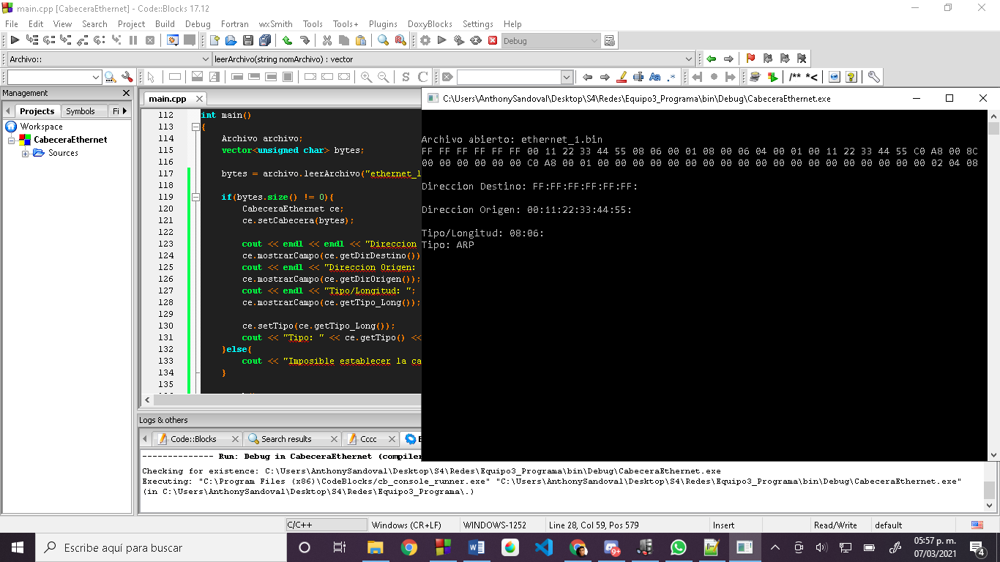 main.cpp [CabeceraEthernet] - Code::Blocks 17.12
File Edit View Search Project Build Debug Fortran wxSmith Tools Tools+ Plugins DoxyBlocks Settings Help
Debug
Archivo::
leerArchivo(string nomArchivo) : vector
S C
Aa .*
/** *<
Management
Projects Symbols Fi
Workspace
CabeceraEthernet
Sources
main.cpp
112 int main()
113 {
114 Archivo archivo;
115 vector<unsigned char> bytes;
116
117 bytes = archivo.leerArchivo("ethernet_1
118
119 if(bytes.size() != 0){
120 CabeceraEthernet ce;
121 ce.setCabecera(bytes);
122
123 cout << endl << endl << "Direccion
124 ce.mostrarCampo(ce.getDirDestino())
125 cout << endl << "Direccion Origen:
126 ce.mostrarCampo(ce.getDirOrigen());
127 cout << endl << "Tipo/Longitud: ";
128 ce.mostrarCampo(ce.getTipo_Long());
129
130 ce.setTipo(ce.getTipo_Long());
131 cout << "Tipo: " << ce.getTipo() <<
132 }else{
133 cout << "Imposible establecer la ca
134 }
135
C:\Users\AnthonySandoval\Desktop\S4\Redes\Equipo3_Programa\bin\Debug\CabeceraEthernet.exe
Archivo abierto: ethernet_1.bin
FF FF FF FF FF FF 00 11 22 33 44 55 08 06 00 01 08 00 06 04 00 01 00 11 22 33 44 55 C0 A8 00 8C
00 00 00 00 00 00 C0 A8 00 01 00 00 00 00 00 00 00 00 00 00 00 00 00 00 00 00 00 00 00 02 04 08
Direccion Destino: FF:FF:FF:FF:FF:FF:
Direccion Origen: 00:11:22:33:44:55:
Tipo/Longitud: 08:06:
Tipo: ARP
Logs & others
Code::Blocks Search results Cccc
-------------- Run: Debug in CabeceraEthernet (compiler
Checking for existence: C:\Users\AnthonySandoval\Desktop\S4\Redes\Equipo3_Programa\bin\Debug\CabeceraEthernet.exe
Executing: "C:\Program Files (x86)\CodeBlocks/cb_console_runner.exe" "C:\Users\AnthonySandoval\Desktop\S4\Redes\Equipo3_Programa\bin\Debug\CabeceraEthernet.exe"
(in C:\Users\AnthonySandoval\Desktop\S4\Redes\Equipo3_Programa\.)
C/C++ Windows (CR+LF) WINDOWS-1252 Line 28, Col 59, Pos 579 Insert Read/Write default
Escribe aquí para buscar
9+
05:57 p. m.
07/03/2021
4